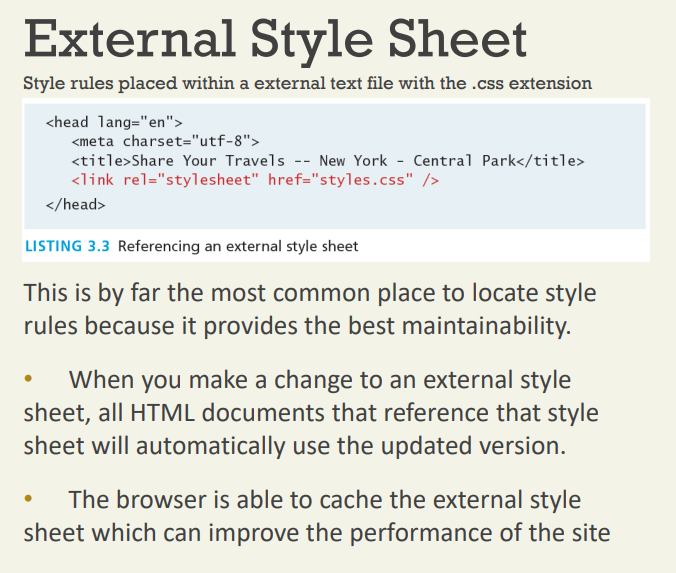 External Style Sheet
Style rules placed within a external text file with the .css extension
<head lang="en">
<meta charset="utf-8">
<title>Share Your Travels -- New York - Central Park</title>
<link rel="stylesheet" href="styles.css" />
</head>
LISTING 3.3 Referencing an external style sheet
This is by far the most common place to locate style
rules because it provides the best maintainability.
• When you make a change to an external style
sheet, all HTML documents that reference that style
sheet will automatically use the updated version.
• The browser is able to cache the external style
sheet which can improve the performance of the site